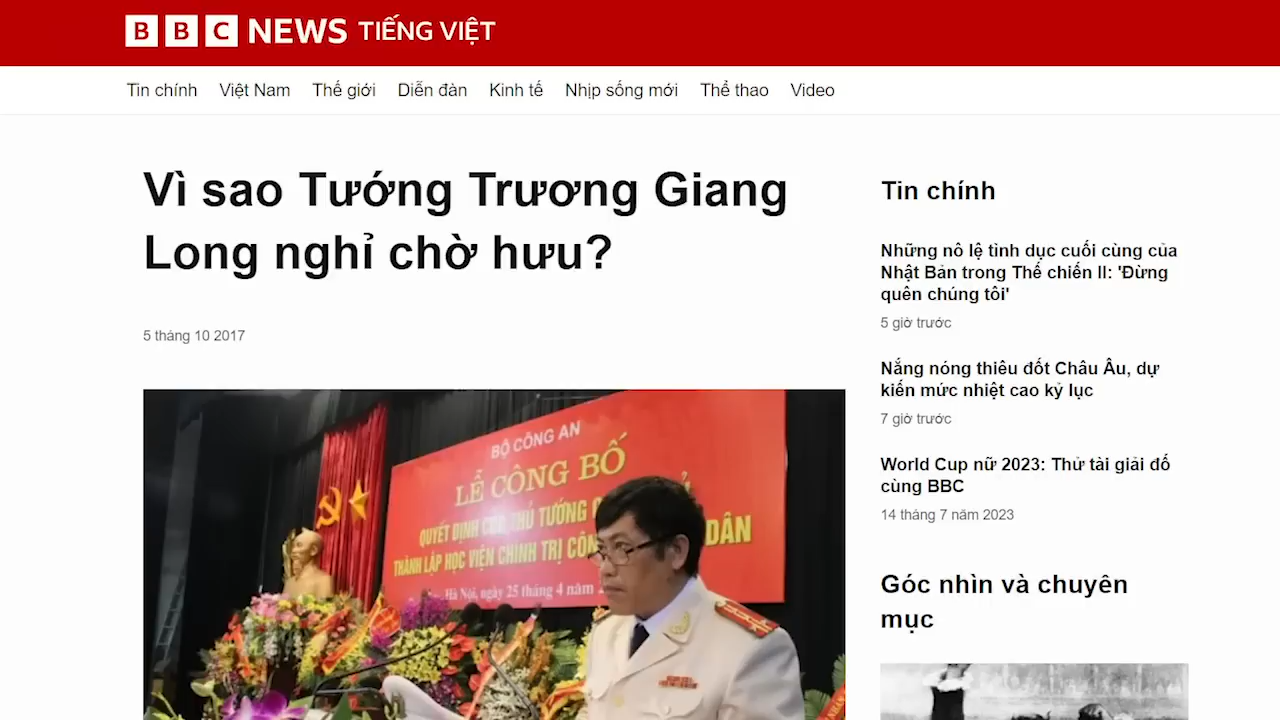 BBC NEWS TIẾNG VIỆT
Tin chính Việt Nam Thế giới Diễn đàn Kinh tế Nhịp sống mới Thể thao Video
Vì sao Tướng Trương Giang
Long nghỉ chờ hưu?
5 tháng 10 2017
BỘ CÔNG AN
LỄ CÔNG BỐ
QUYẾT ĐỊNH CỦA THỦ TƯỚNG
THÀNH LẬP HỌC VIỆN CHÍNH TRỊ CÔNG DÂN
Hà Nội, ngày 25 tháng 4 năm
Tin chính
Những nô lệ tình dục cuối cùng của
Nhật Bản trong Thế chiến II: 'Đừng
quên chúng tôi'
5 giờ trước
Nắng nóng thiêu đốt Châu Âu, dự
kiến mức nhiệt cao kỷ lục
7 giờ trước
World Cup nữ 2023: Thử tài giải đố
cùng BBC
14 tháng 7 năm 2023
Góc nhìn và chuyên
mục